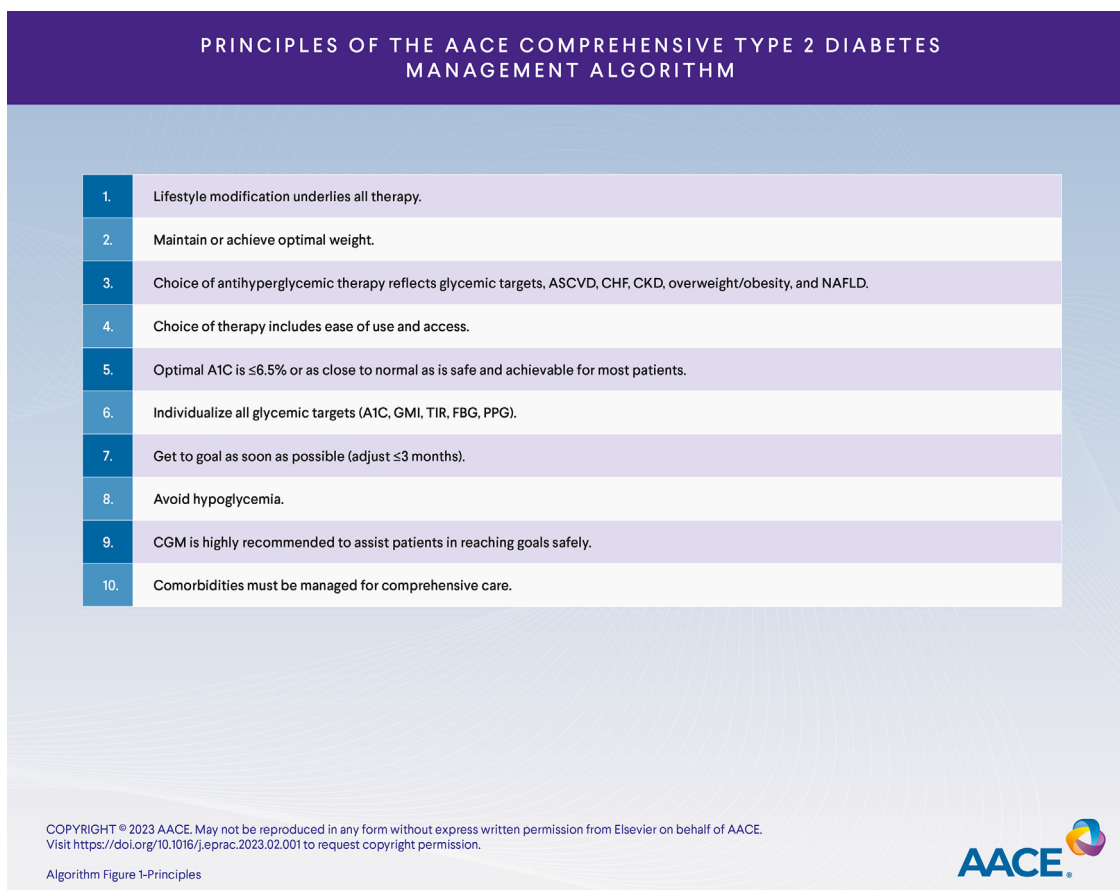 PRINCIPLES OF THE AACE COMPREHENSIVE TYPE 2 DIABETES
MANAGEMENT ALGORITHM
1. Lifestyle modification underlies all therapy.
2. Maintain or achieve optimal weight.
3. Choice of antihyperglycemic therapy reflects glycemic targets, ASCVD, CHF, CKD, overweight/obesity, and NAFLD.
4. Choice of therapy includes ease of use and access.
5. Optimal A1C is ≤6.5% or as close to normal as is safe and achievable for most patients.
6. Individualize all glycemic targets (A1C, GMI, TIR, FBG, PPG).
7. Get to goal as soon as possible (adjust ≤3 months).
8. Avoid hypoglycemia.
9. CGM is highly recommended to assist patients in reaching goals safely.
10. Comorbidities must be managed for comprehensive care.
COPYRIGHT © 2023 AACE. May not be reproduced in any form without express written permission from Elsevier on behalf of AACE.
Visit https://doi.org/10.1016/j.eprac.2023.02.001 to request copyright permission.
Algorithm Figure 1-Principles
AACE®